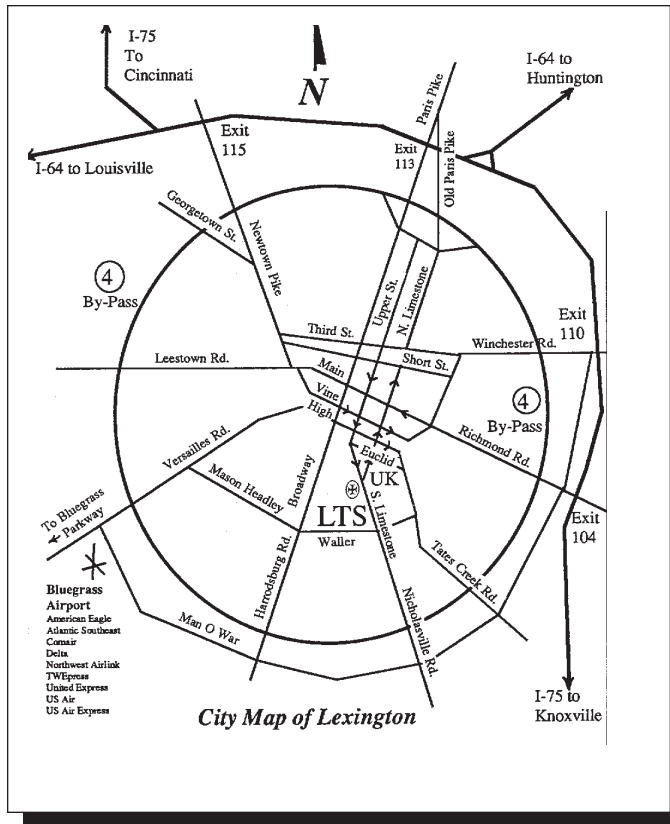 I-75
To
Cincinnati
N
I-64 to
Huntington
Paris Pike
Exit
115
Exit
113
Old Paris Pike
I-64 to Louisville
Georgetown St.
Newtown Pike
4
By-Pass
Upper St.
N. Limestone
Exit
110
Third St.
Winchester Rd.
Leestown Rd.
Short St.
Main
Vine
High
4
By-Pass
Richmond Rd.
Versailles Rd.
Euclid
UK
Mason Headley
Broadway
S. Limestone
LTS
Waller
To Bluegrass
Parkway
Exit
104
Harrodsburg Rd.
Tates Creek Rd.
Nicholasville Rd.
Man O War
Bluegrass
Airport
American Eagle
Atlantic Southeast
Comair
Delta
Northwest Airlink
TWEpress
United Express
US Air
US Air Express
I-75 to
Knoxville
City Map of Lexington